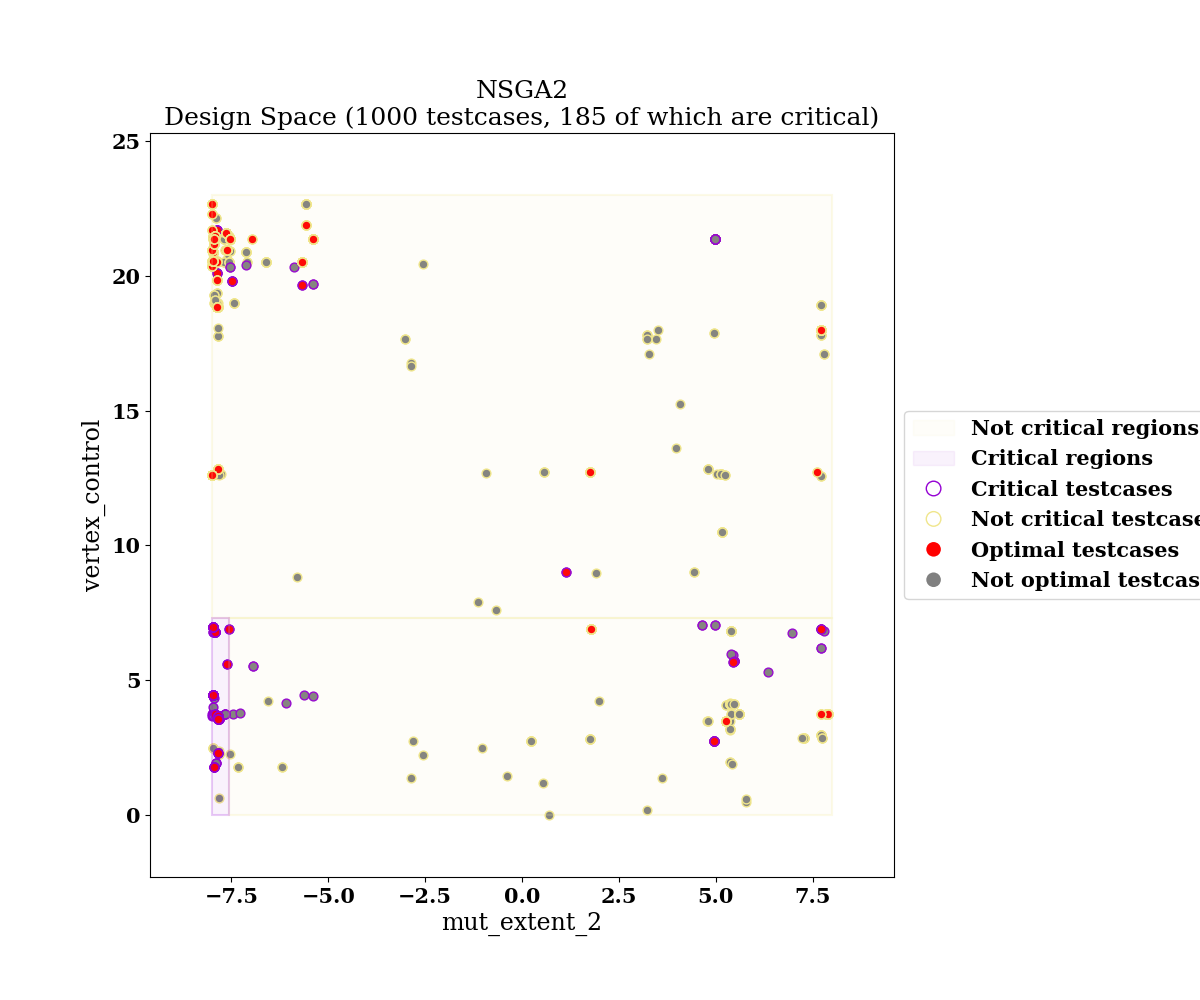 NSGA2
Design Space (1000 testcases, 185 of which are critical)
25
20
15
10
5
0
vertex_control
−7.5
−5.0
−2.5
0.0
2.5
5.0
7.5
mut_extent_2
Not critical regions
Critical regions
Critical testcases
Not critical testcase
Optimal testcases
Not optimal testcas